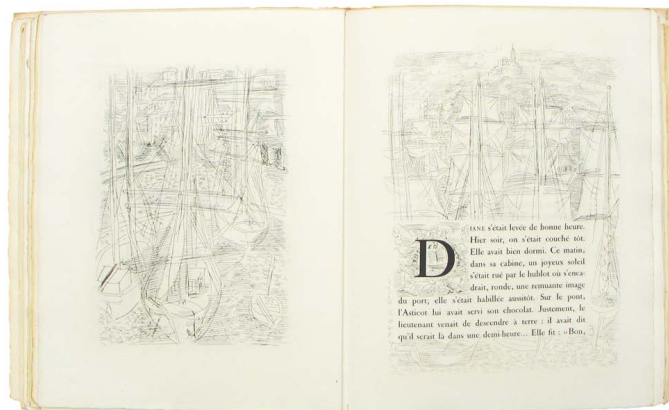 DIANE s'était levée de bonne heure.
Hier soir, on s'était couché tôt.
Elle avait bien dormi. Ce matin,
dans sa cabine, un joyeux soleil
s'était rué par le hublot où s'enca-
drait, ronde, une remuante image
du port; elle s'était habillée aussitôt. Sur le pont,
l'Asticot lui avait servi son chocolat. Justement, le
lieutenant venait de descendre à terre : il avait dit
qu'il serait là dans une demi-heure... Elle fit : «Bon,